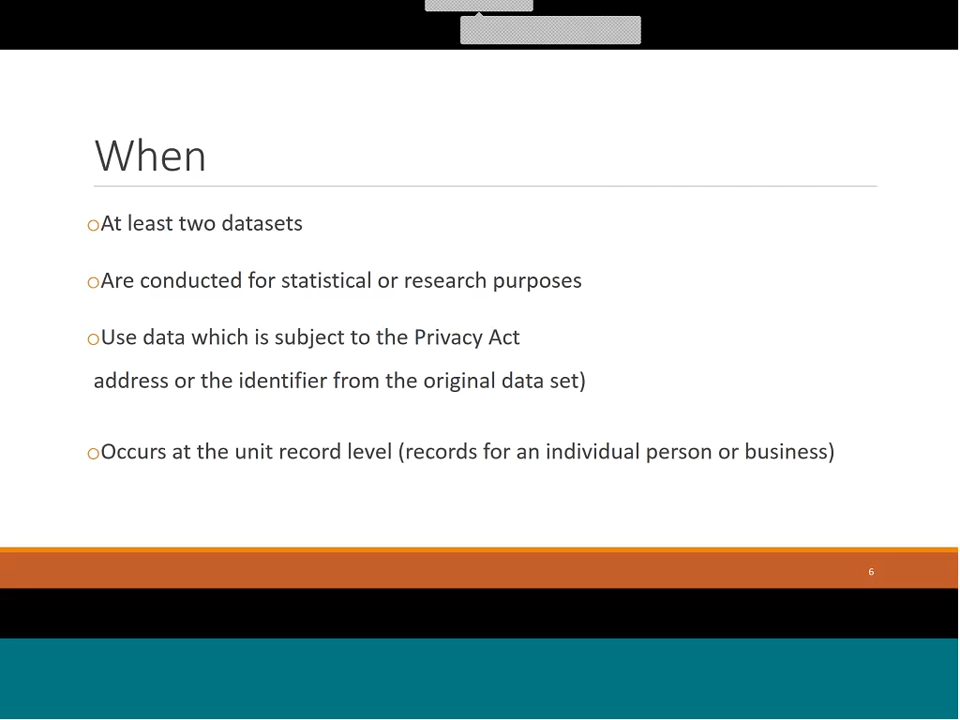 When
oAt least two datasets
oAre conducted for statistical or research purposes
oUse data which is subject to the Privacy Act
address or the identifier from the original data set)
oOccurs at the unit record level (records for an individual person or business)
6